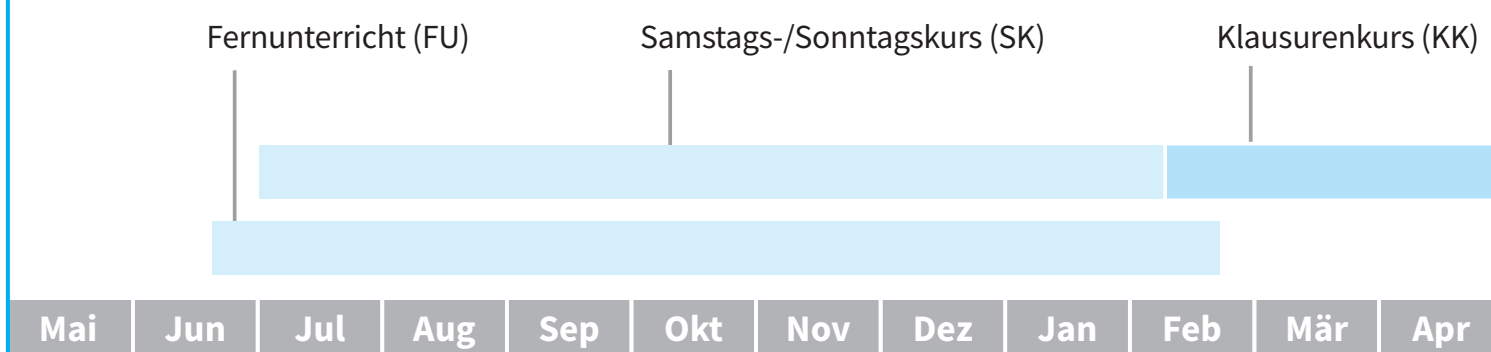 Fernunterricht (FU) Samstags-/Sonntagskurs (SK) Klausurenkurs (KK)
Mai Jun Jul Aug Sep Okt Nov Dez Jan Feb Mär Apr